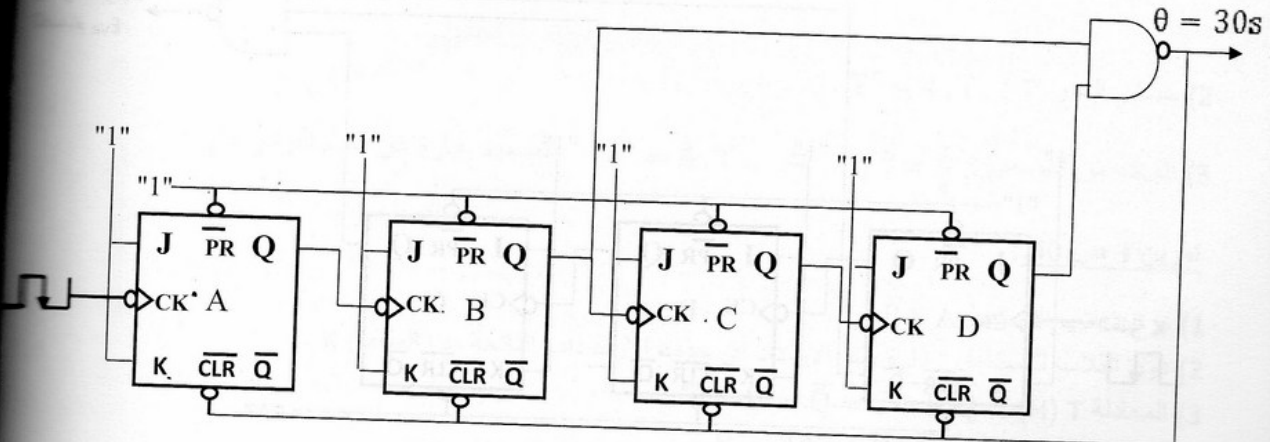 θ = 30s
"1" "1" "1" "1"
"1"
J PR Q J PR Q J PR Q J PR Q
CK A CK B CK C CK D
K CLR Q K CLR Q K CLR Q K CLR Q